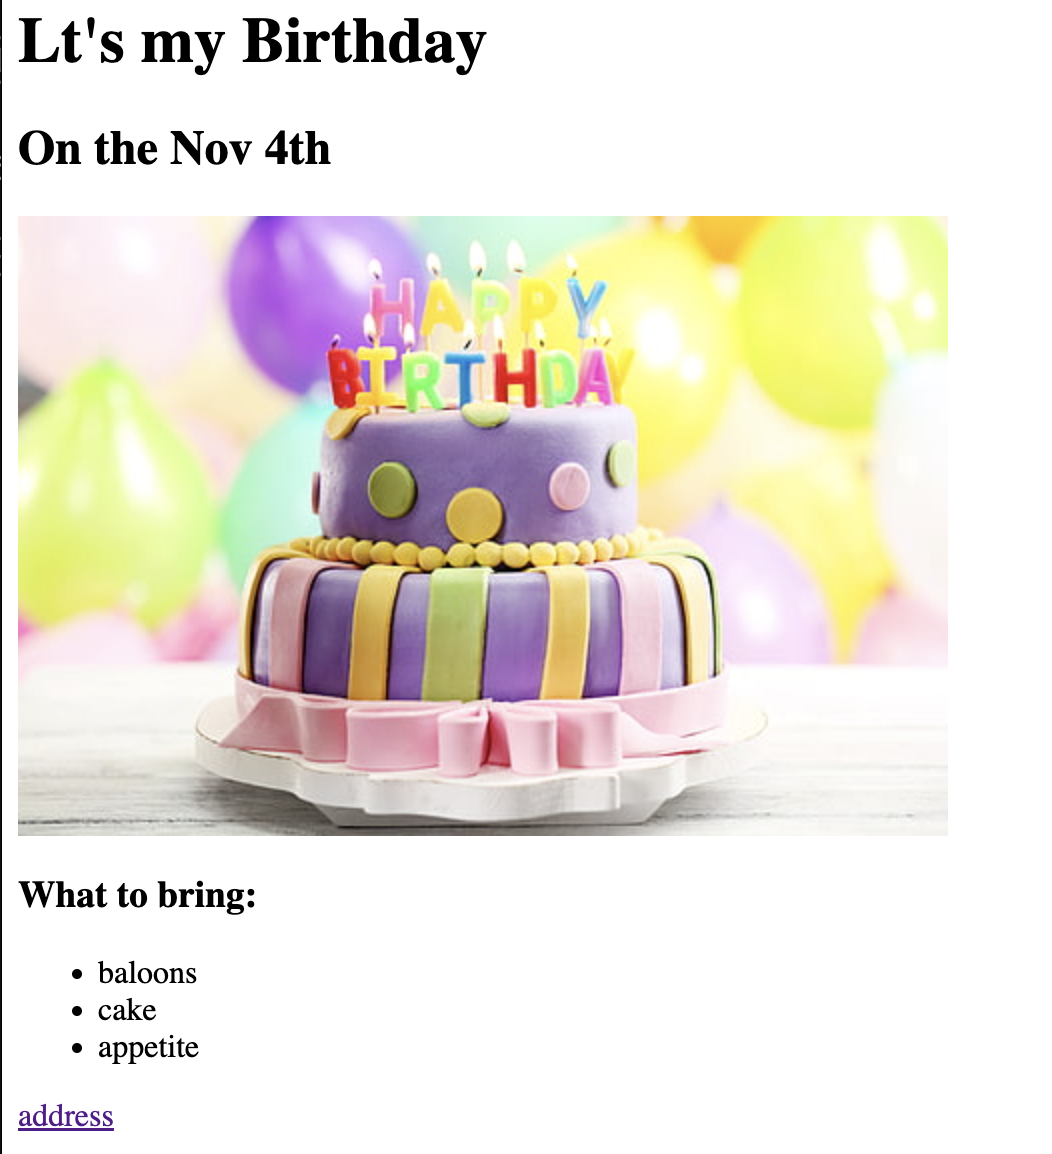 Lt's my Birthday
On the Nov 4th
HAPPY
BIRTHDAY
What to bring:
baloons
cake
appetite
address